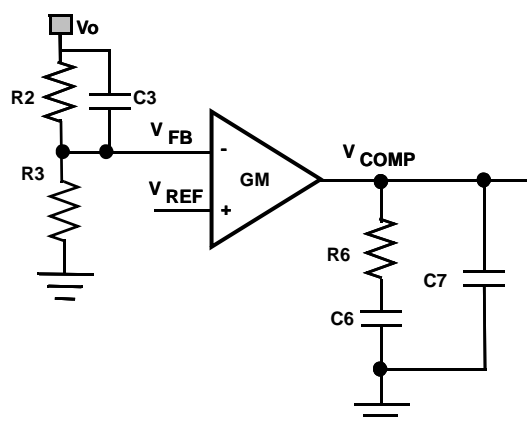 Vo
R2
C3
V FB
V COMP
R3
GM
-
V REF
+
R6
C7
C6